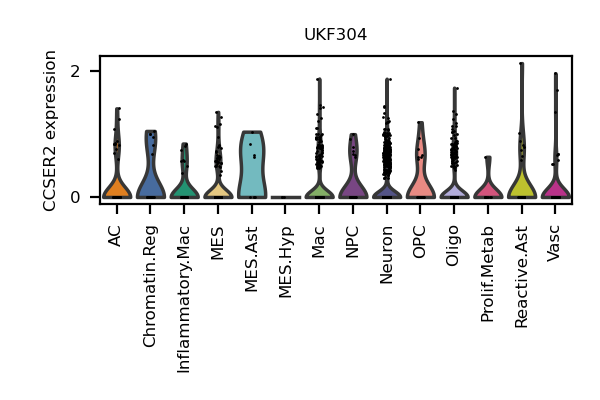 UKF304
CCSER2 expression
2
0
AC
Chromatin.Reg
Inflammatory.Mac
MES
MES.Ast
MES.Hyp
Mac
NPC
Neuron
OPC
Oligo
Prolif.Metab
Reactive.Ast
Vasc